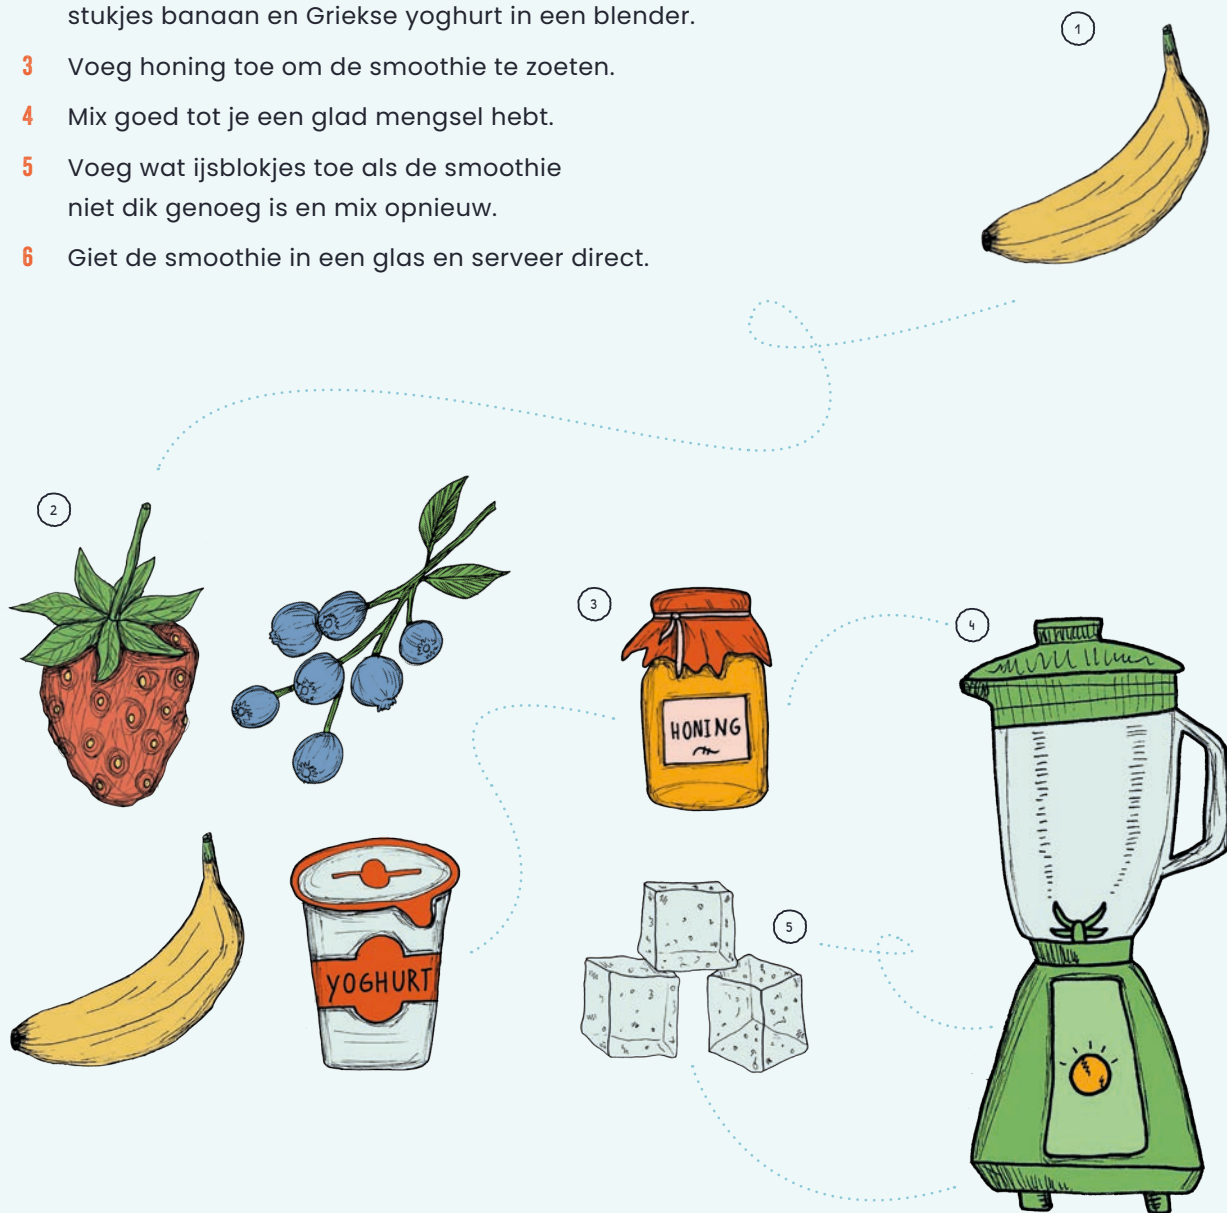 stukjes banaan en Griekse yoghurt in een blender.
3 Voeg honing toe om de smoothie te zoeten.
4 Mix goed tot je een glad mengsel hebt.
5 Voeg wat ijsblokjes toe als de smoothie
niet dik genoeg is en mix opnieuw.
6 Giet de smoothie in een glas en serveer direct.
1
2
3
4
HONING
YOGHURT
5